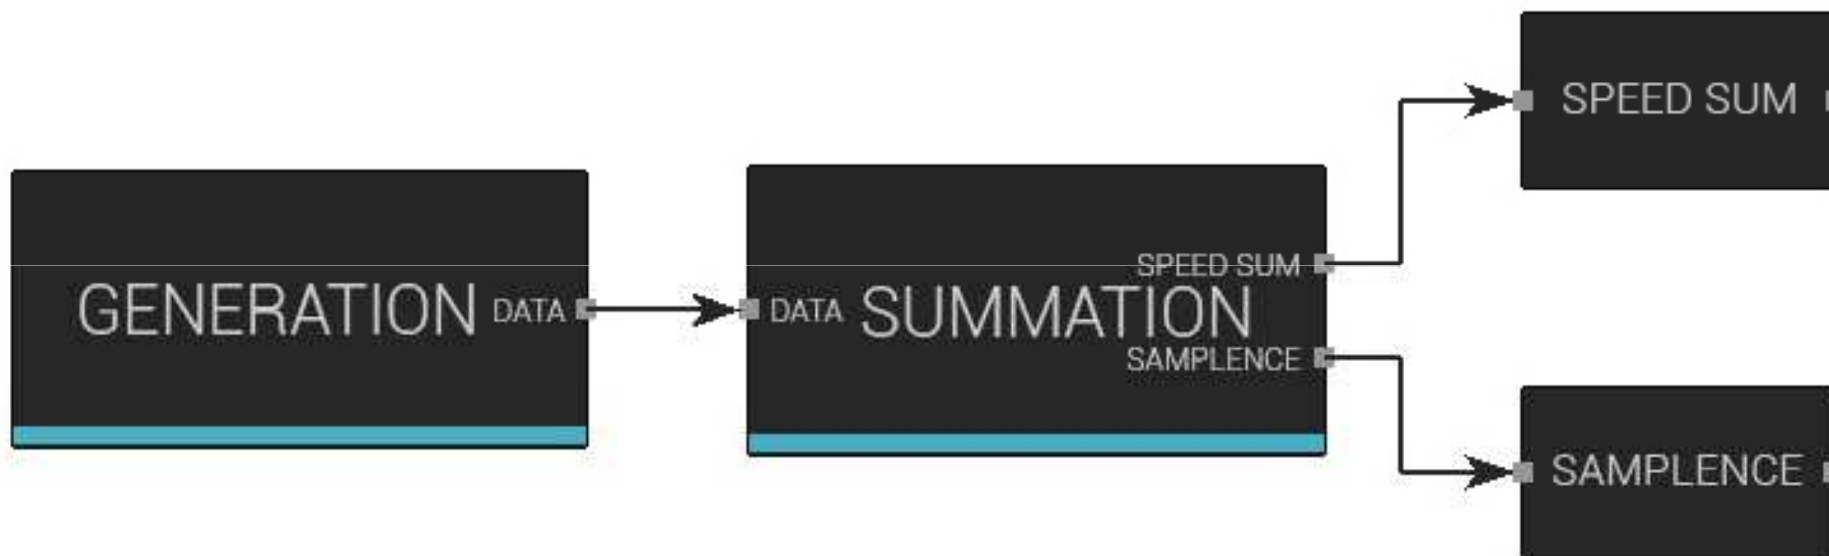 GENERATION
DATA
DATA
SUMMATION
SPEED SUM
SAMPLENCE
SPEED SUM
SAMPLENCE